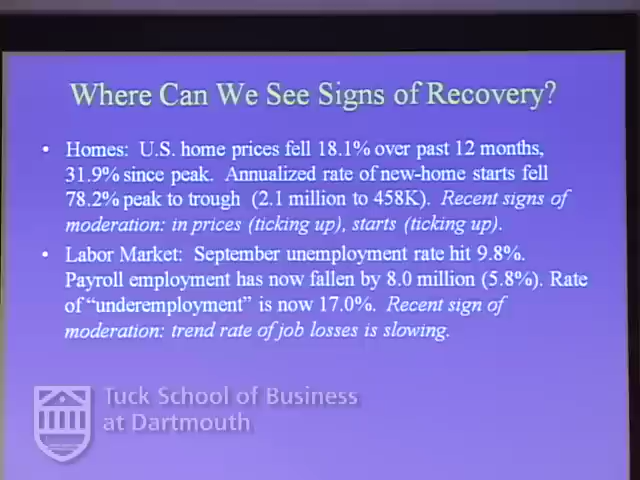 Where Can We See Signs of Recovery?
• Homes: U.S. home prices fell 18.1% over past 12 months,
31.9% since peak. Annualized rate of new-home starts fell
78.2% peak to trough (2.1 million to 458K). Recent signs of
moderation: in prices (ticking up), starts (ticking up).
• Labor Market: September unemployment rate hit 9.8%.
Payroll employment has now fallen by 8.0 million (5.8%). Rate
of “underemployment” is now 17.0%. Recent sign of
moderation: trend rate of job losses is slowing.
Tuck School of Business
at Dartmouth